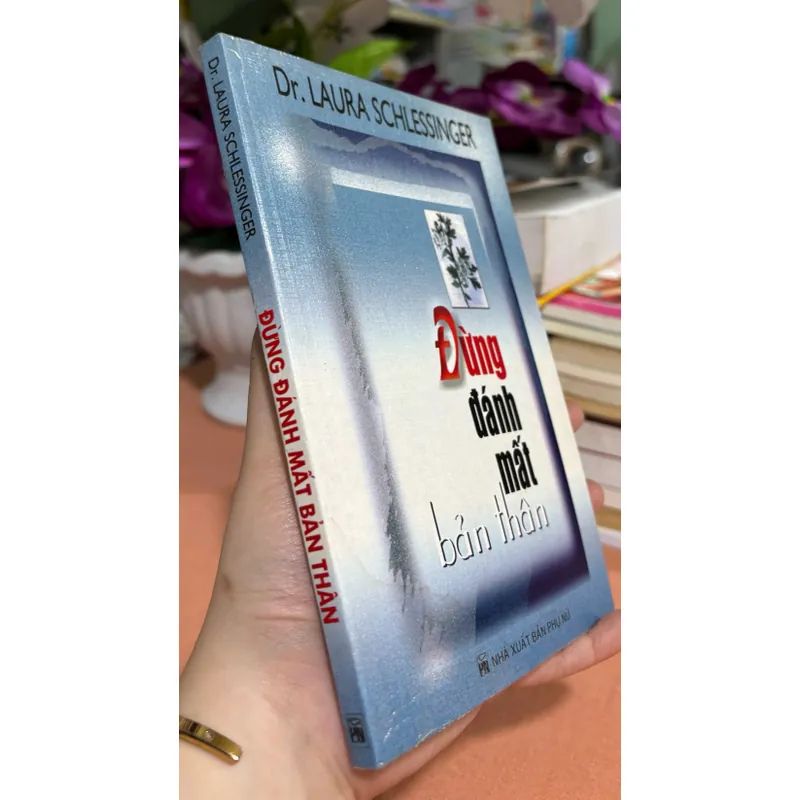 Dr. LAURA SCHLESSINGER
Đừng
đánh
mất
bản thân
NHÀ XUẤT BẢN PHỤ NỮ
Dr. LAURA SCHLESSINGER
ĐỪNG ĐÁNH MẤT BẢN THÂN